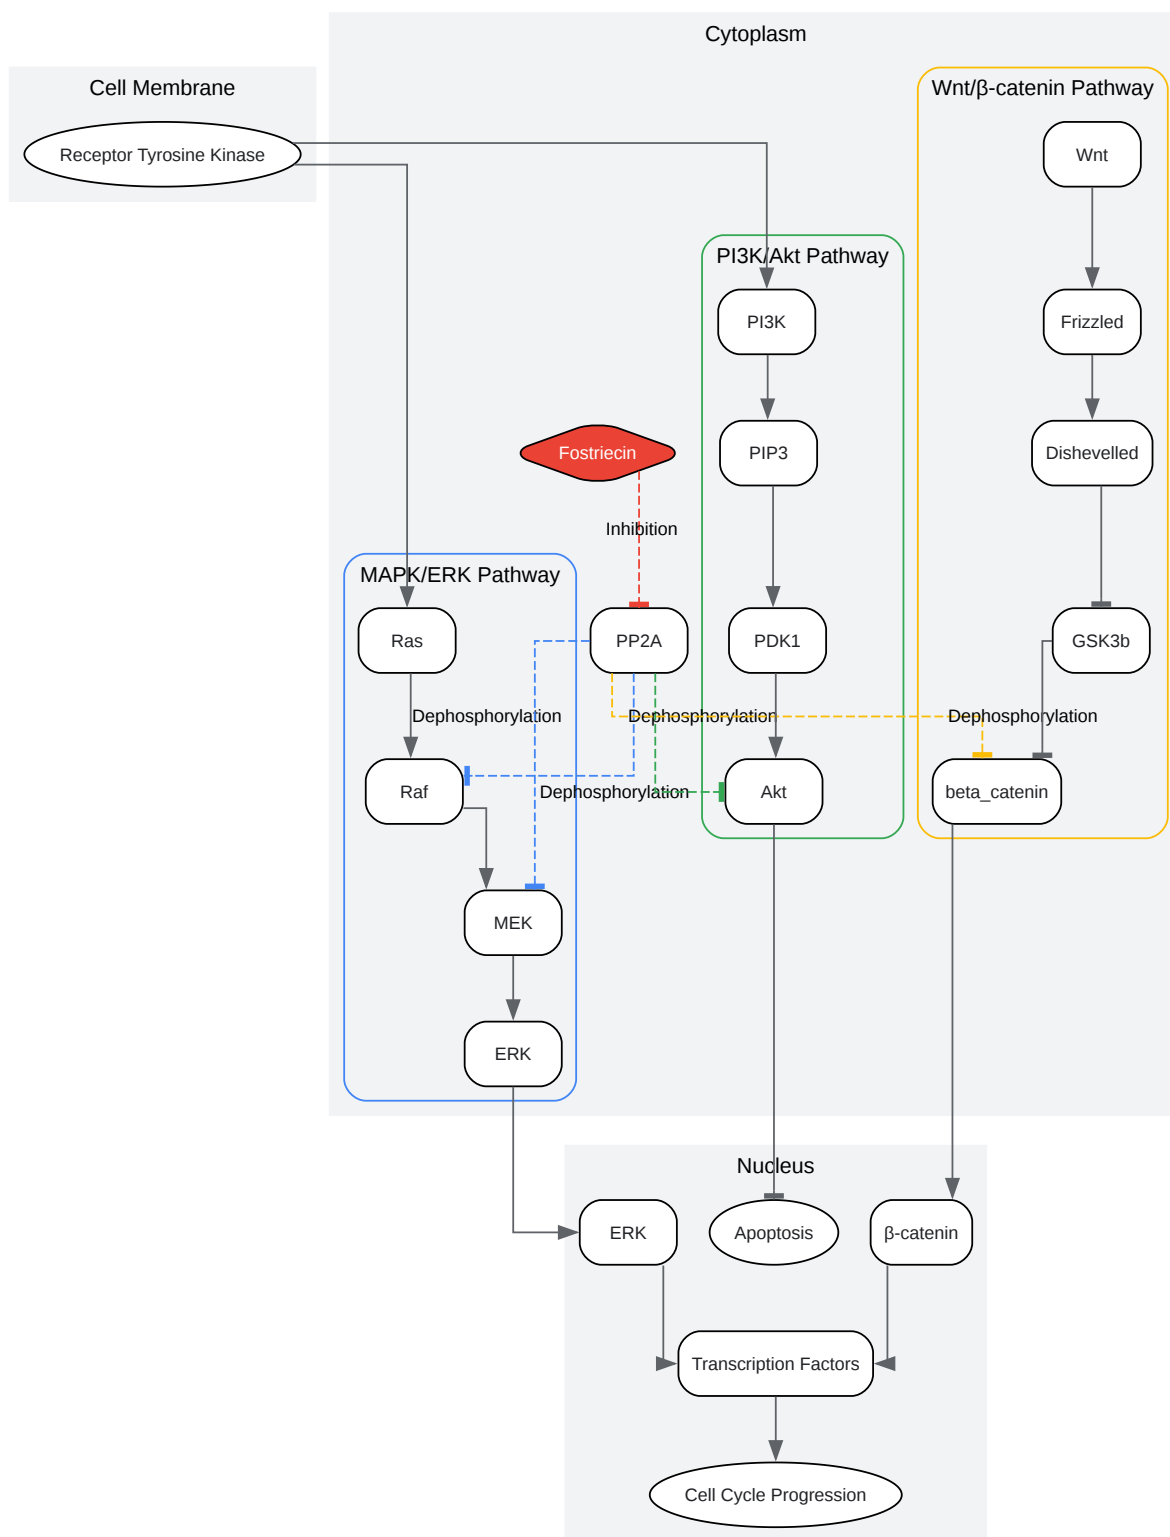 Cytoplasm
Cell Membrane
Wnt/β-catenin Pathway
Receptor Tyrosine Kinase
Wnt
PI3K/Akt Pathway
PI3K
Frizzled
Fostriecin
PIP3
Dishevelled
Inhibition
MAPK/ERK Pathway
Ras
PP2A
PDK1
GSK3b
Dephosphorylation
Dephosphorylation
Dephosphorylation
Raf
Dephosphorylation
Akt
beta_catenin
MEK
ERK
Nucleus
ERK
Apoptosis
β-catenin
Transcription Factors
Cell Cycle Progression